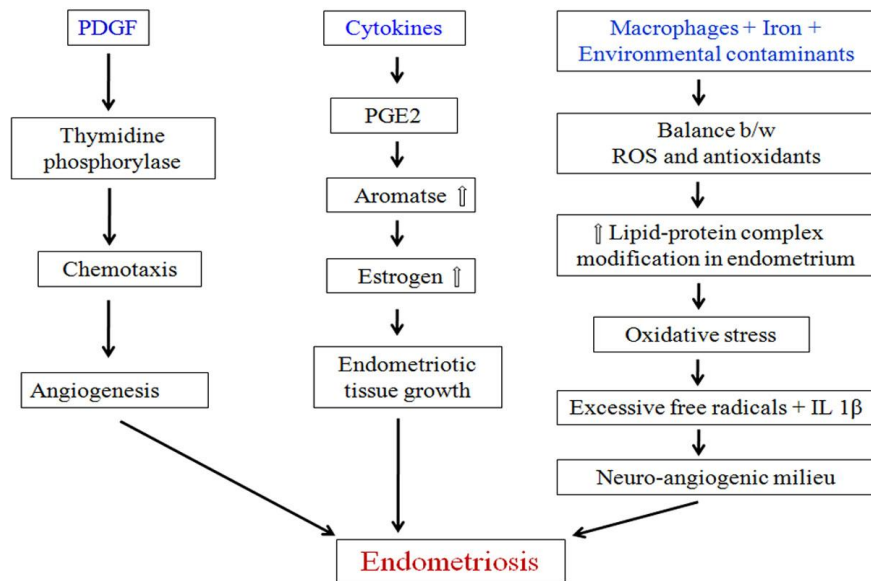 PDGF
Thymidine
phosphorylase
Chemotaxis
Angiogenesis
Cytokines
PGE2
Aromatse ⇧
Estrogen ⇧
Endometriotic
tissue growth
Macrophages + Iron +
Environmental contaminants
Balance b/w
ROS and antioxidants
⇧ Lipid-protein complex
modification in endometrium
Oxidative stress
Excessive free radicals + IL 1β
Neuro-angiogenic milieu
Endometriosis